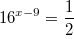 16^{x-9} = \frac{1}{2}